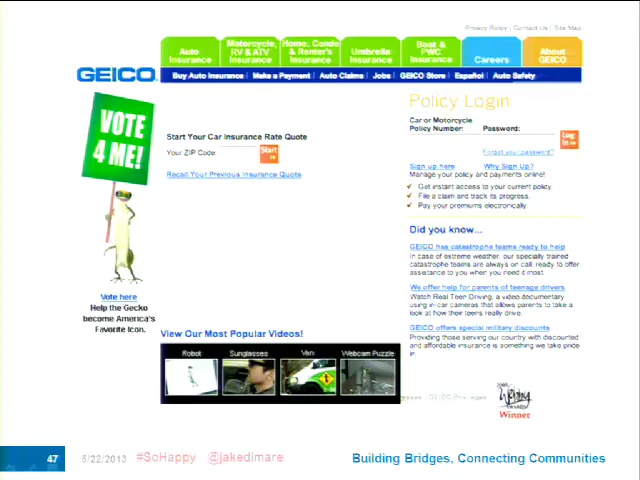 Privacy Policy | Contact Us | Site Map
Auto Insurance
Motorcycle, RV & ATV Insurance
Home, Condo & Renter's Insurance
Umbrella Insurance
Boat & PWC Insurance
Careers
About GEICO
GEICO
Buy Auto Insurance | Make a Payment | Auto Claims | Jobs | GEICO Store | Español | Auto Safety
VOTE
4 ME!
Start Your Car Insurance Rate Quote
Your ZIP Code:
Start
Recall Your Previous Insurance Quote
Vote here
Help the Gecko
become America's
Favorite Icon.
View Our Most Popular Videos!
Robot
Sunglasses
Van
Webcam Puzzle
Policy Login
Car or Motorcycle
Policy Number:
Password:
Log In
Forgot your password?
Sign up here
Why Sign Up?
Manage your policy and payments online!
Get instant access to your current policy
File a claim and track its progress.
Pay your premiums electronically.
Did you know...
GEICO has catastrophe teams ready to help
In case of extreme weather, our specially trained
catastrophe teams are always on call, ready to offer
assistance to you when you need it most.
We offer help for parents of teenage drivers
Watch Real Teen Driving, a video documentary
using in-car cameras that allows parents to take a
look at how their teens really drive.
GEICO offers special military discounts
Providing those serving our country with discounted
and affordable insurance is something we take pride
in.
Webby
AWARDS
Winner
47
5/22/2013
#SoHappy @jakedimare
Building Bridges, Connecting Communities